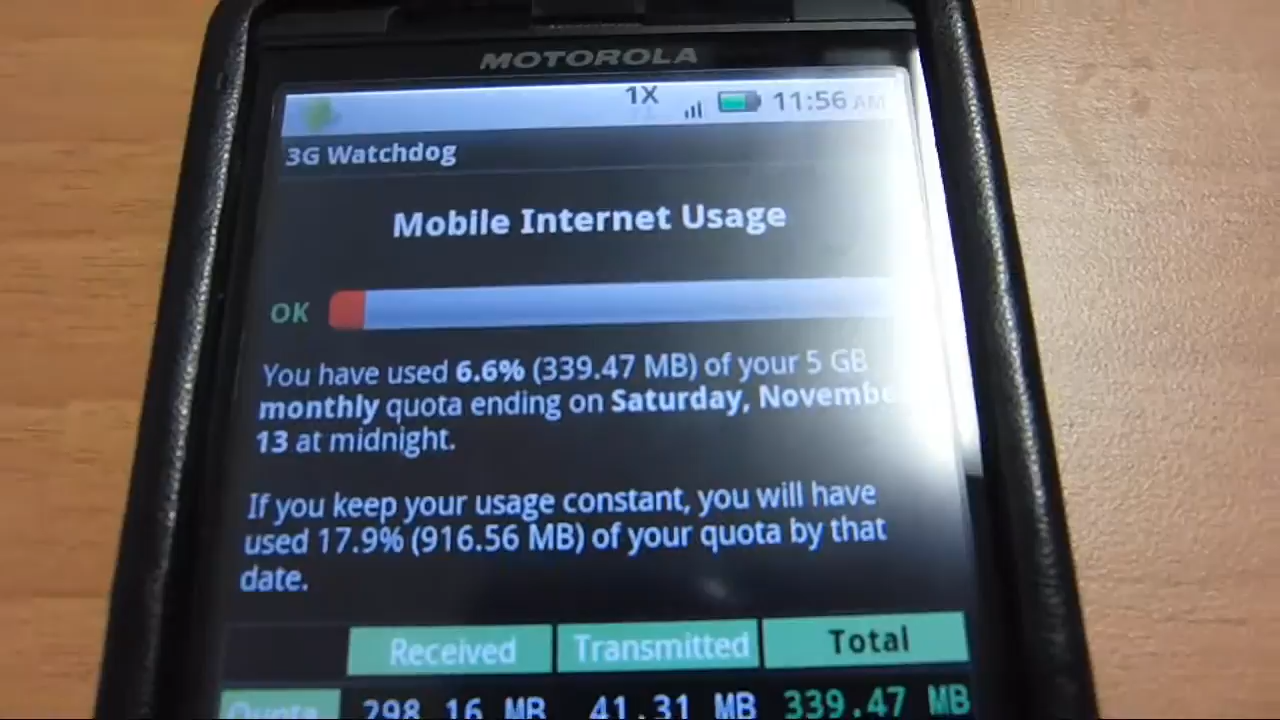 MOTOROLA
1X
11:56 AM
3G Watchdog
Mobile Internet Usage
OK
You have used 6.6% (339.47 MB) of your 5 GB
monthly quota ending on Saturday, Novembe
13 at midnight.
If you keep your usage constant, you will have
used 17.9% (916.56 MB) of your quota by that
date.
Received Transmitted Total
Quota 298.16 MB 41.31 MB 339.47 MB